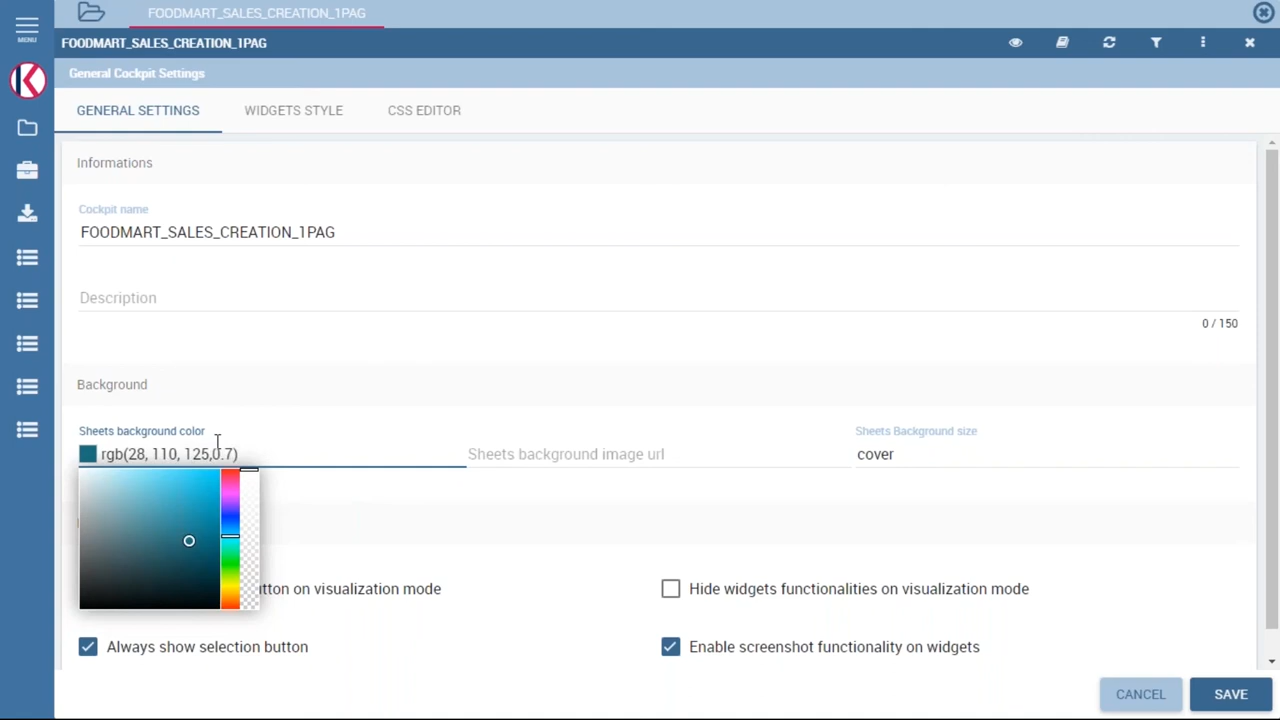 FOODMART_SALES_CREATION_1PAG
MENU
FOODMART_SALES_CREATION_1PAG
General Cockpit Settings
GENERAL SETTINGS WIDGETS STYLE CSS EDITOR
Informations
Cockpit name
FOODMART_SALES_CREATION_1PAG
Description
0 / 150
Background
Sheets background color
Sheets Background size
rgb(28, 110, 125,0.7)
Sheets background image url
cover
tton on visualization mode
Hide widgets functionalities on visualization mode
Always show selection button
Enable screenshot functionality on widgets
CANCEL SAVE